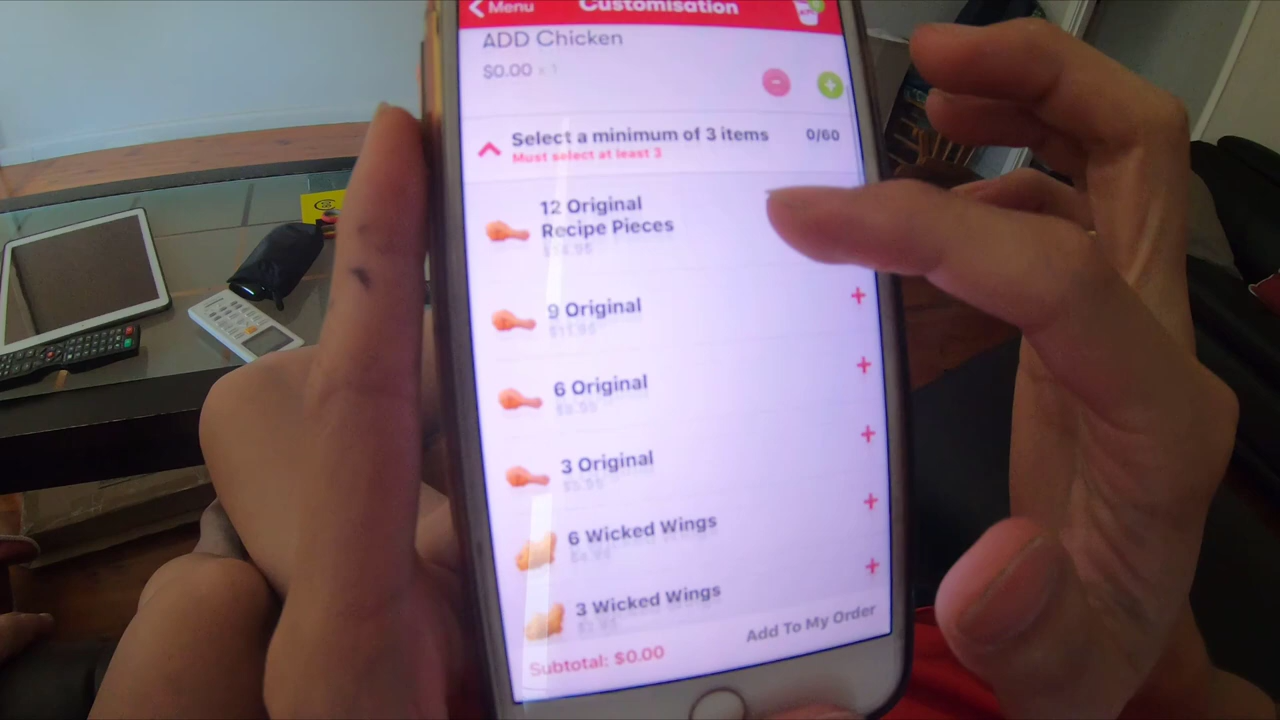 Menu
Customisation
ADD Chicken
$0.00 x 1
Select a minimum of 3 items
0/60
Must select at least 3
12 Original
Recipe Pieces
9 Original
6 Original
3 Original
6 Wicked Wings
3 Wicked Wings
Add To My Order
Subtotal: $0.00